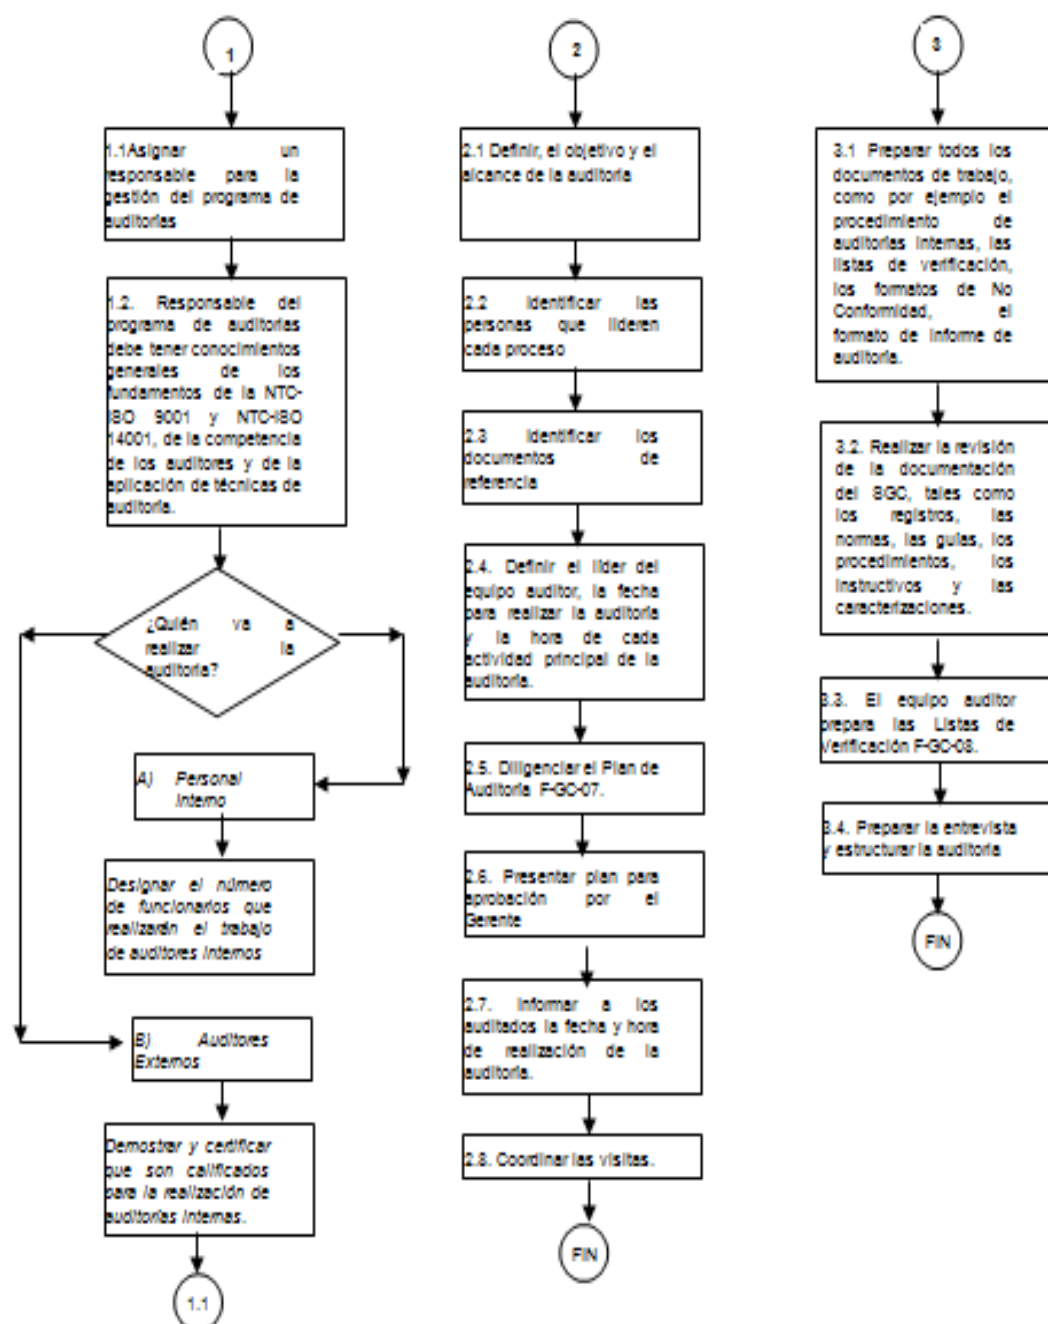 1
1.1Asignar un
responsable para la
gestión del programa de
auditorías
1.2. Responsable del
programa de auditorías
debe tener conocimientos
generales de los
fundamentos de la NTC-
ISO 9001 y NTC-ISO
14001, de la competencia
de los auditores y de la
aplicación de técnicas de
auditoría.
¿Quién va a
realizar la
auditoría?
A) Personal
Interno
Designar el número
de funcionarios que
realizarán el trabajo
de auditores internos
B) Auditores
Externos
Demostrar y certificar
que son calificados
para la realización de
auditorías internas.
1.1
2
2.1 Definir, el objetivo y el
alcance de la auditoría
2.2 Identificar las
personas que lideren
cada proceso
2.3 Identificar los
documentos de
referencia
2.4. Definir el líder del
equipo auditor, la fecha
para realizar la auditoría
y la hora de cada
actividad principal de la
auditoría.
2.5. Diligenciar el Plan de
Auditoría F-GC-07.
2.6. Presentar plan para
aprobación por el
Gerente
2.7. Informar a los
auditados la fecha y hora
de realización de la
auditoría.
2.8. Coordinar las visitas.
FIN
3
3.1 Preparar todos los
documentos de trabajo,
como por ejemplo el
procedimiento de
auditorías internas, las
listas de verificación,
los formatos de No
Conformidad, el
formato de informe de
auditoría.
3.2. Realizar la revisión
de la documentación
del SGC, tales como
los registros, las
normas, las guías, los
procedimientos, los
instructivos y las
caracterizaciones.
3.3. El equipo auditor
prepara las Listas de
Verificación F-GC-08.
3.4. Preparar la entrevista
y estructurar la auditoría
FIN